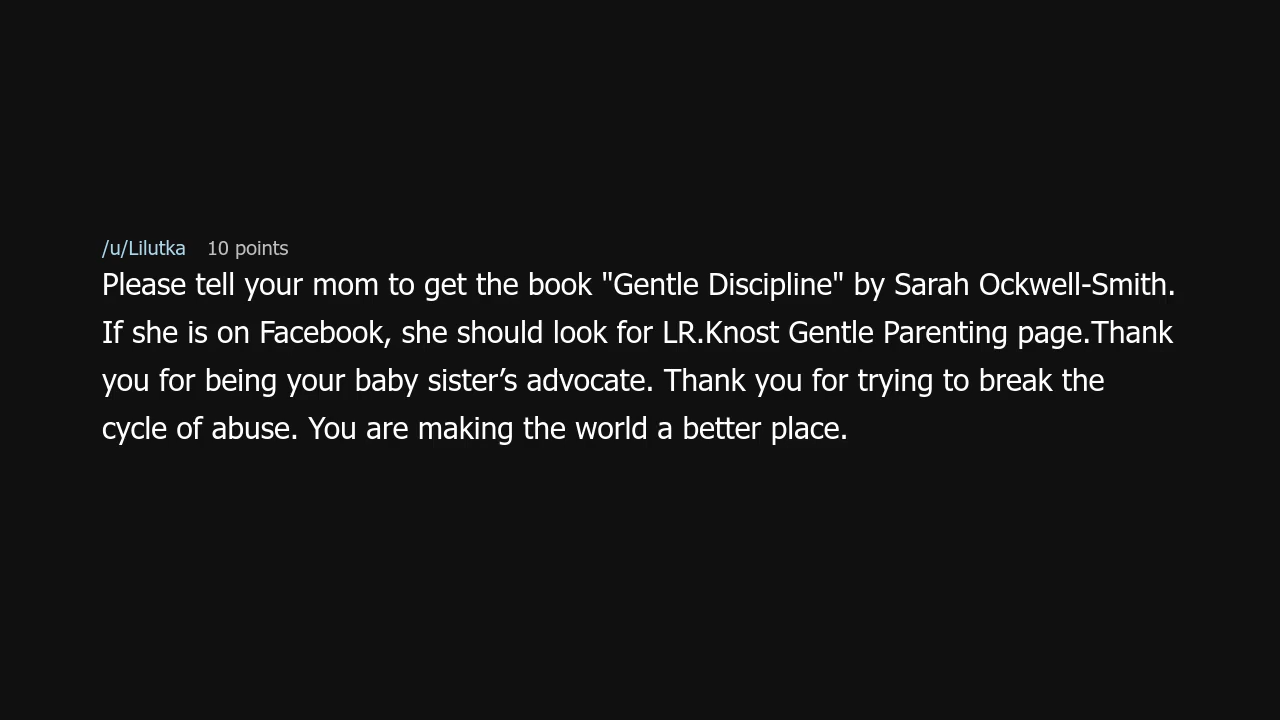 /u/Lilutka 10 points
Please tell your mom to get the book "Gentle Discipline" by Sarah Ockwell-Smith.
If she is on Facebook, she should look for LR.Knost Gentle Parenting page.Thank
you for being your baby sister’s advocate. Thank you for trying to break the
cycle of abuse. You are making the world a better place.